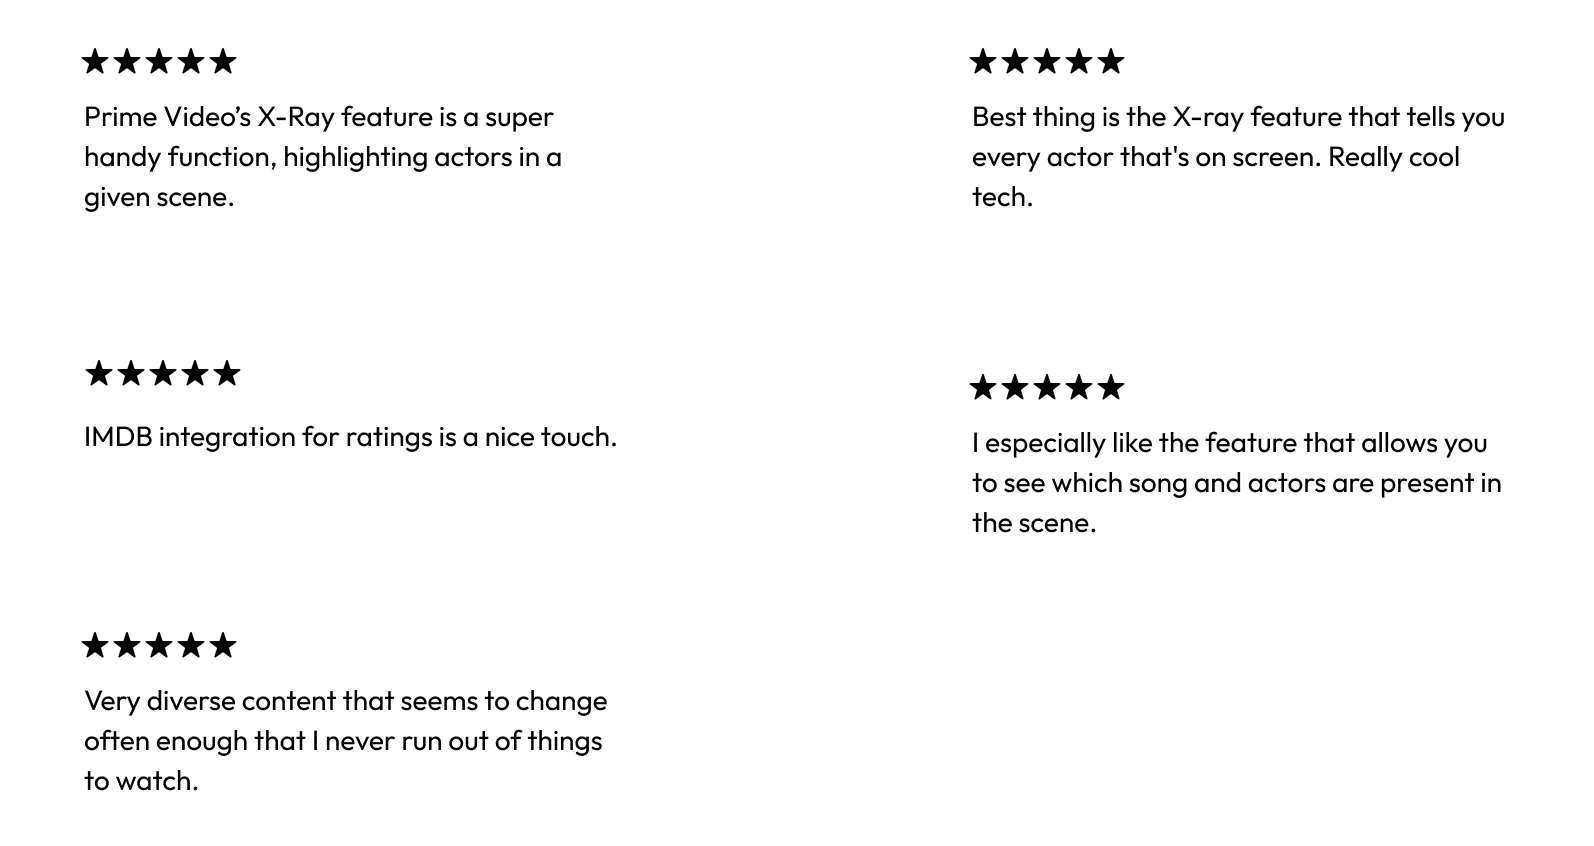 ★★★★★
Prime Video’s X-Ray feature is a super
handy function, highlighting actors in a
given scene.
★★★★★
IMDB integration for ratings is a nice touch.
★★★★★
Very diverse content that seems to change
often enough that I never run out of things
to watch.
★★★★★
Best thing is the X-ray feature that tells you
every actor that's on screen. Really cool
tech.
★★★★★
I especially like the feature that allows you
to see which song and actors are present in
the scene.